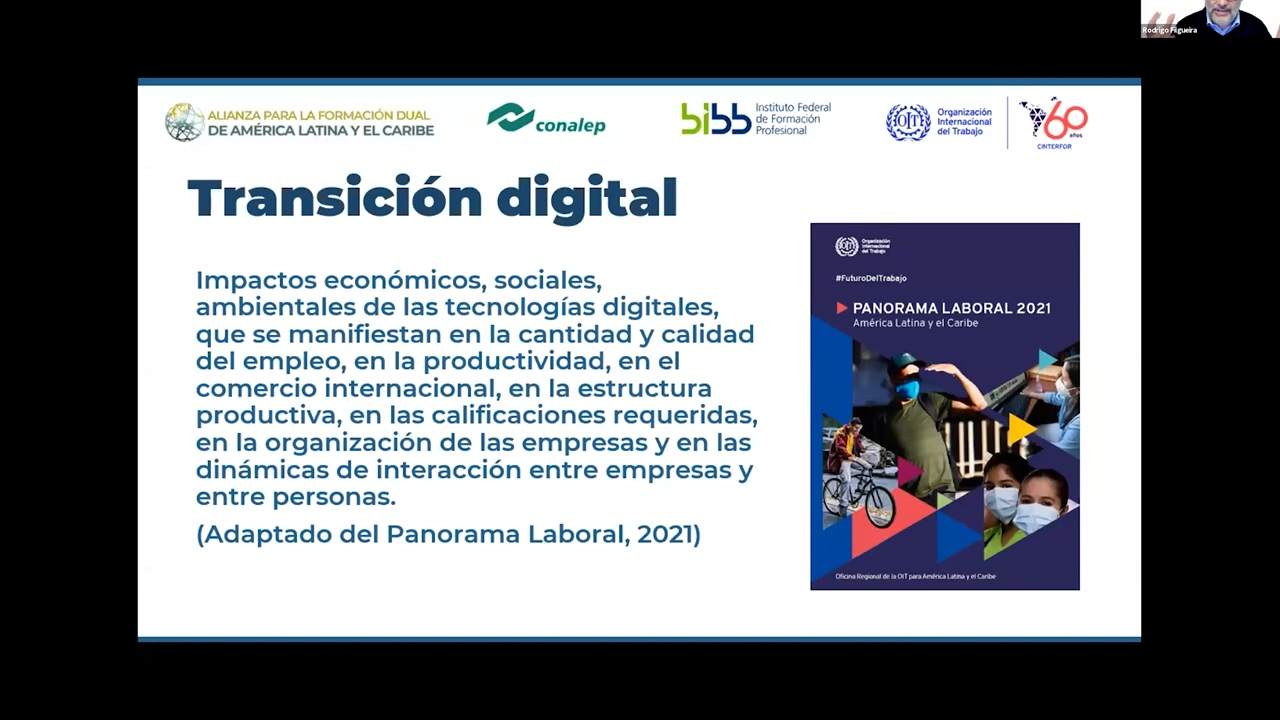 Rodrigo Filgueira
ALIANZA PARA LA FORMACIÓN DUAL
DE AMÉRICA LATINA Y EL CARIBE
conalep
bibb
Instituto Federal
de Formación
Profesional
Organización
Internacional
del Trabajo
60
años
CINTERFOR
Transición digital
Impactos económicos, sociales,
ambientales de las tecnologías digitales,
que se manifiestan en la cantidad y calidad
del empleo, en la productividad, en el
comercio internacional, en la estructura
productiva, en las calificaciones requeridas,
en la organización de las empresas y en las
dinámicas de interacción entre empresas y
entre personas.
(Adaptado del Panorama Laboral, 2021)
Organización
Internacional
del Trabajo
#FuturoDelTrabajo
PANORAMA LABORAL 2021
América Latina y el Caribe
Oficina Regional de la OIT para América Latina y el Caribe